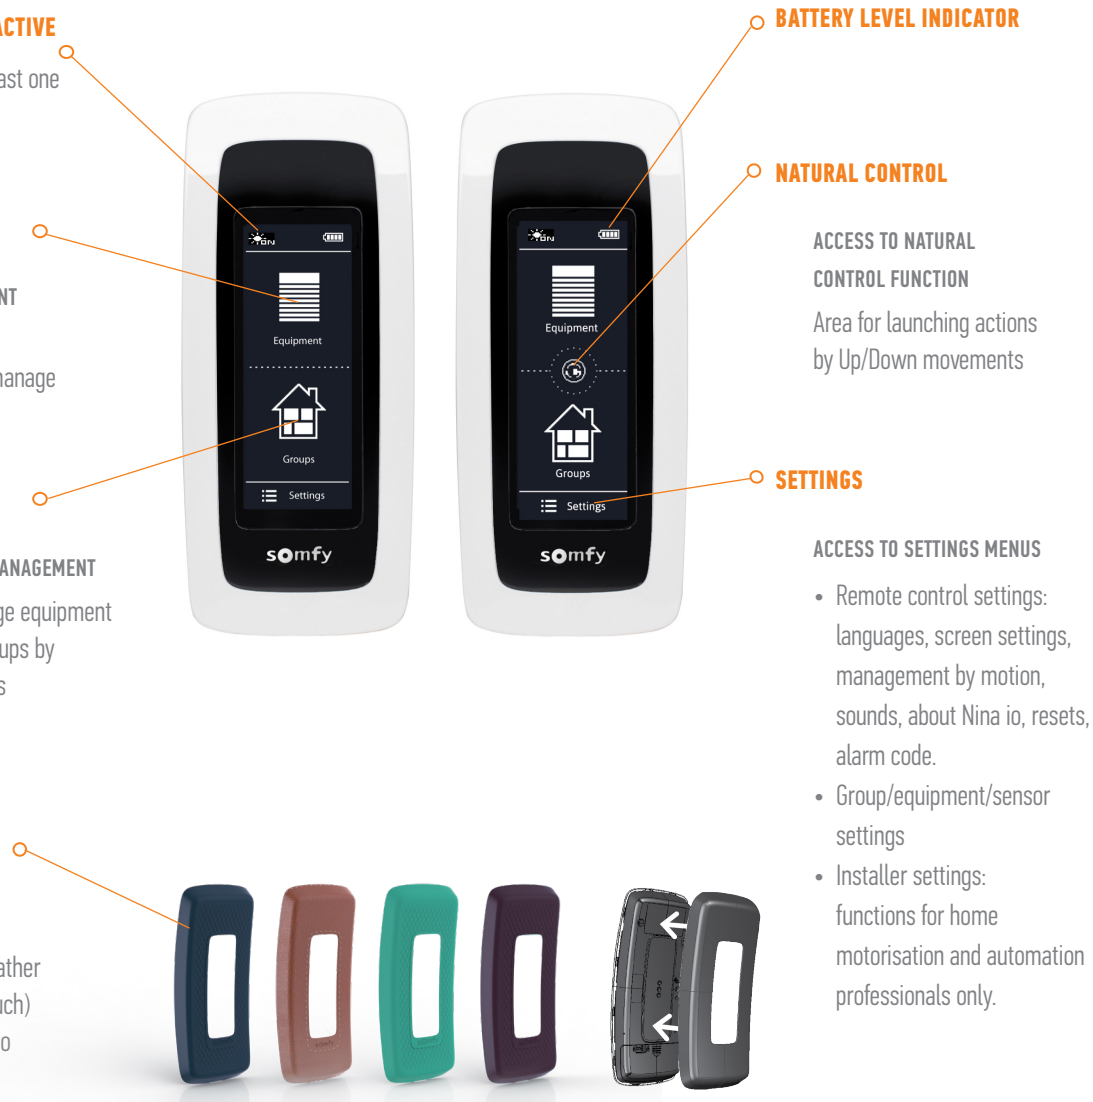 ACTIVE
ast one
NT
nanage
ANAGEMENT
ge equipment
ups by
s
ather
uch)
o
ON
Equipment
Groups
Settings
somfy
ON
Equipment
Groups
Settings
somfy
BATTERY LEVEL INDICATOR
NATURAL CONTROL
ACCESS TO NATURAL
CONTROL FUNCTION
Area for launching actions
by Up/Down movements
SETTINGS
ACCESS TO SETTINGS MENUS
• Remote control settings:
languages, screen settings,
management by motion,
sounds, about Nina io, resets,
alarm code.
• Group/equipment/sensor
settings
• Installer settings:
functions for home
motorisation and automation
professionals only.
somfy